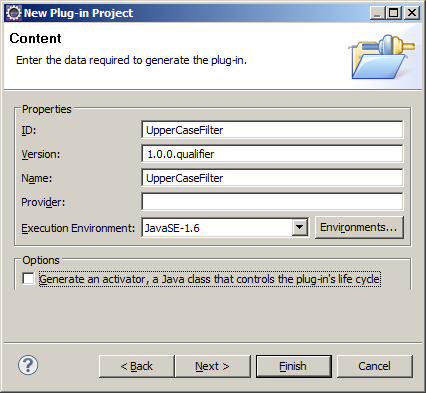 New Plug-in Project
Content
Enter the data required to generate the plug-in.
Properties
ID: UpperCaseFilter
Version: 1.0.0.qualifier
Name: UpperCaseFilter
Provider:
Execution Environment: JavaSE-1.6 Environments...
Options
Generate an activator, a Java class that controls the plug-in's life cycle
? < Back Next > Finish Cancel